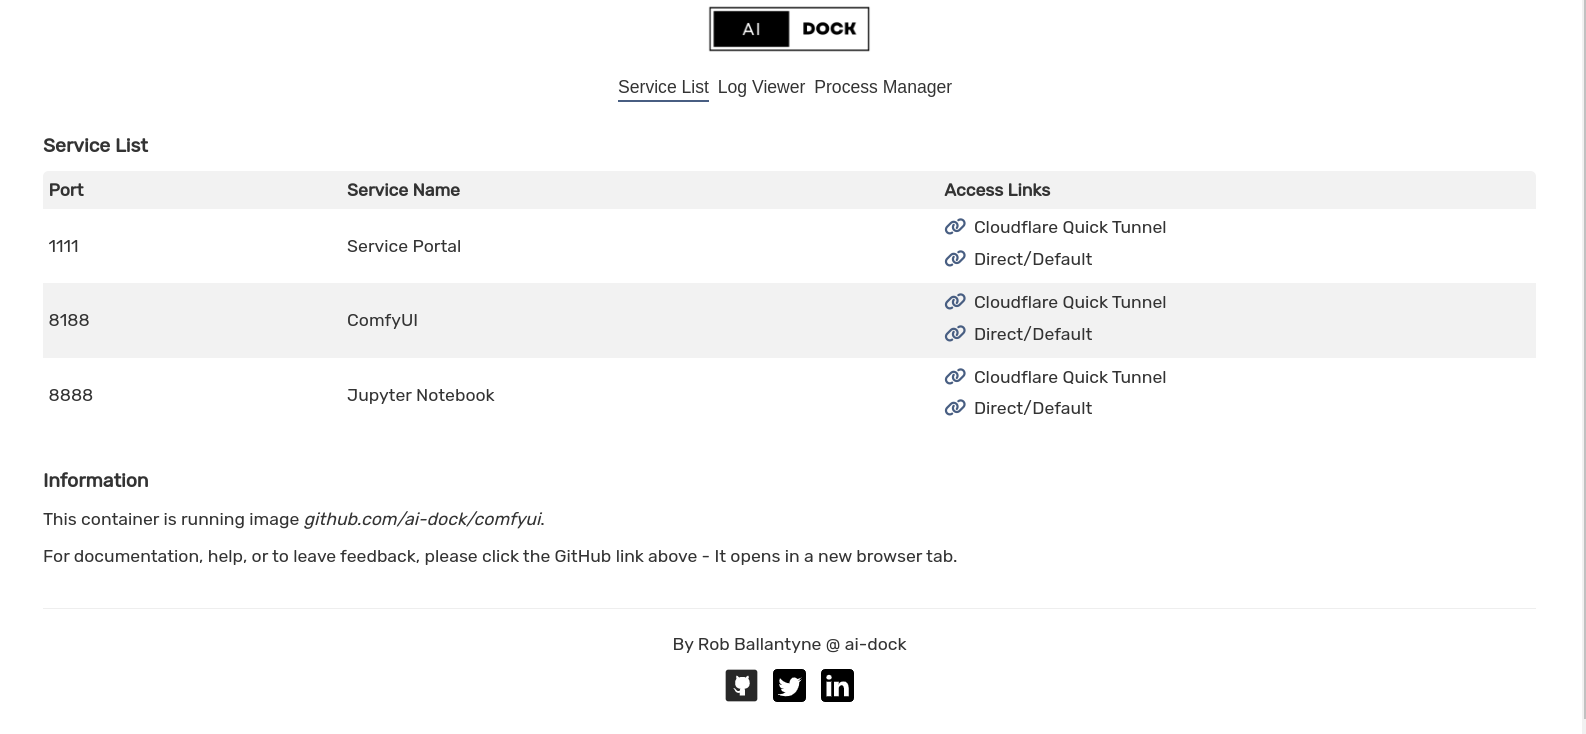 AI DOCK
Service List Log Viewer Process Manager
Service List
Port Service Name Access Links
1111 Service Portal Cloudflare Quick Tunnel
Direct/Default
8188 ComfyUI Cloudflare Quick Tunnel
Direct/Default
8888 Jupyter Notebook Cloudflare Quick Tunnel
Direct/Default
Information
This container is running image github.com/ai-dock/comfyui.
For documentation, help, or to leave feedback, please click the GitHub link above - It opens in a new browser tab.
By Rob Ballantyne @ ai-dock
in